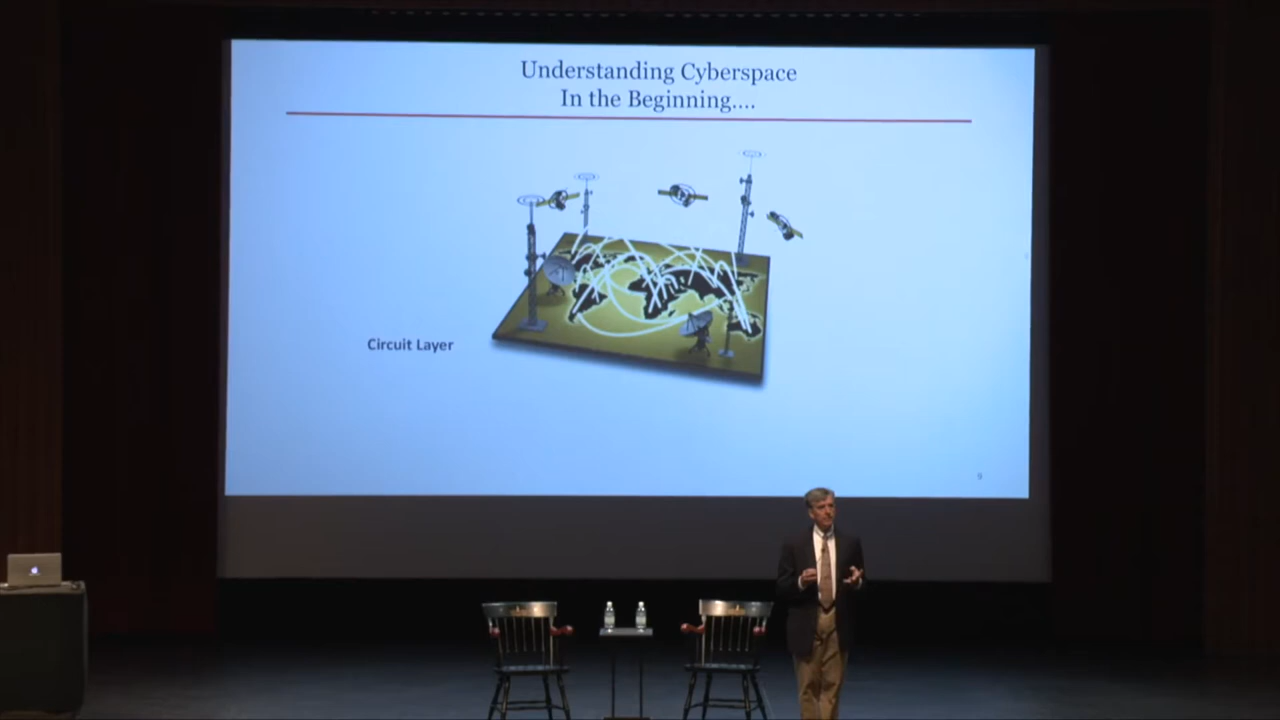 Understanding Cyberspace
In the Beginning....
Circuit Layer
9